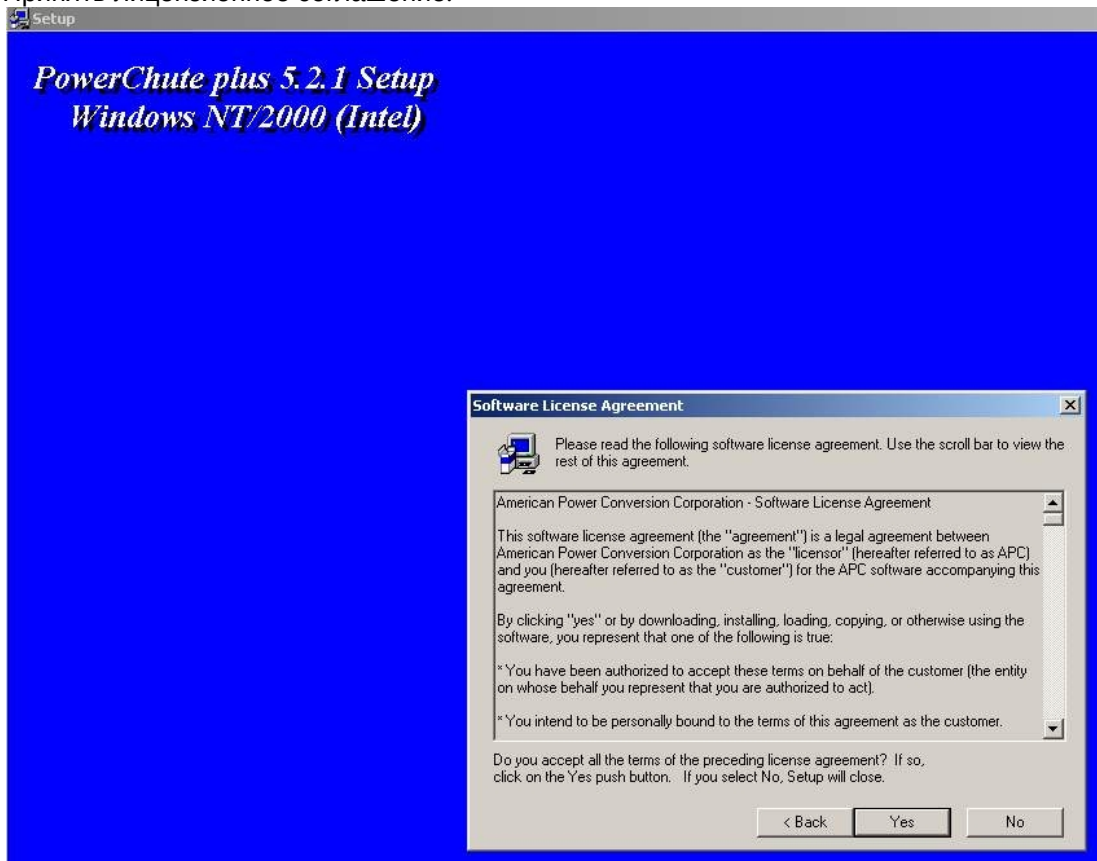 Принять лицензионное соглашение.
Setup
PowerChute plus 5.2.1 Setup
Windows NT/2000 (Intel)
Software License Agreement
Please read the following software license agreement. Use the scroll bar to view the
rest of this agreement.
American Power Conversion Corporation - Software License Agreement
This software license agreement (the "agreement") is a legal agreement between
American Power Conversion Corporation as the "licensor" (hereafter referred to as APC)
and you (hereafter referred to as the "customer") for the APC software accompanying this
agreement.
By clicking "yes" or by downloading, installing, loading, copying, or otherwise using the
software, you represent that one of the following is true:
* You have been authorized to accept these terms on behalf of the customer (the entity
on whose behalf you represent that you are authorized to act).
* You intend to be personally bound to the terms of this agreement as the customer.
Do you accept all the terms of the preceding license agreement? If so,
click on the Yes push button. If you select No, Setup will close.
< Back
Yes
No